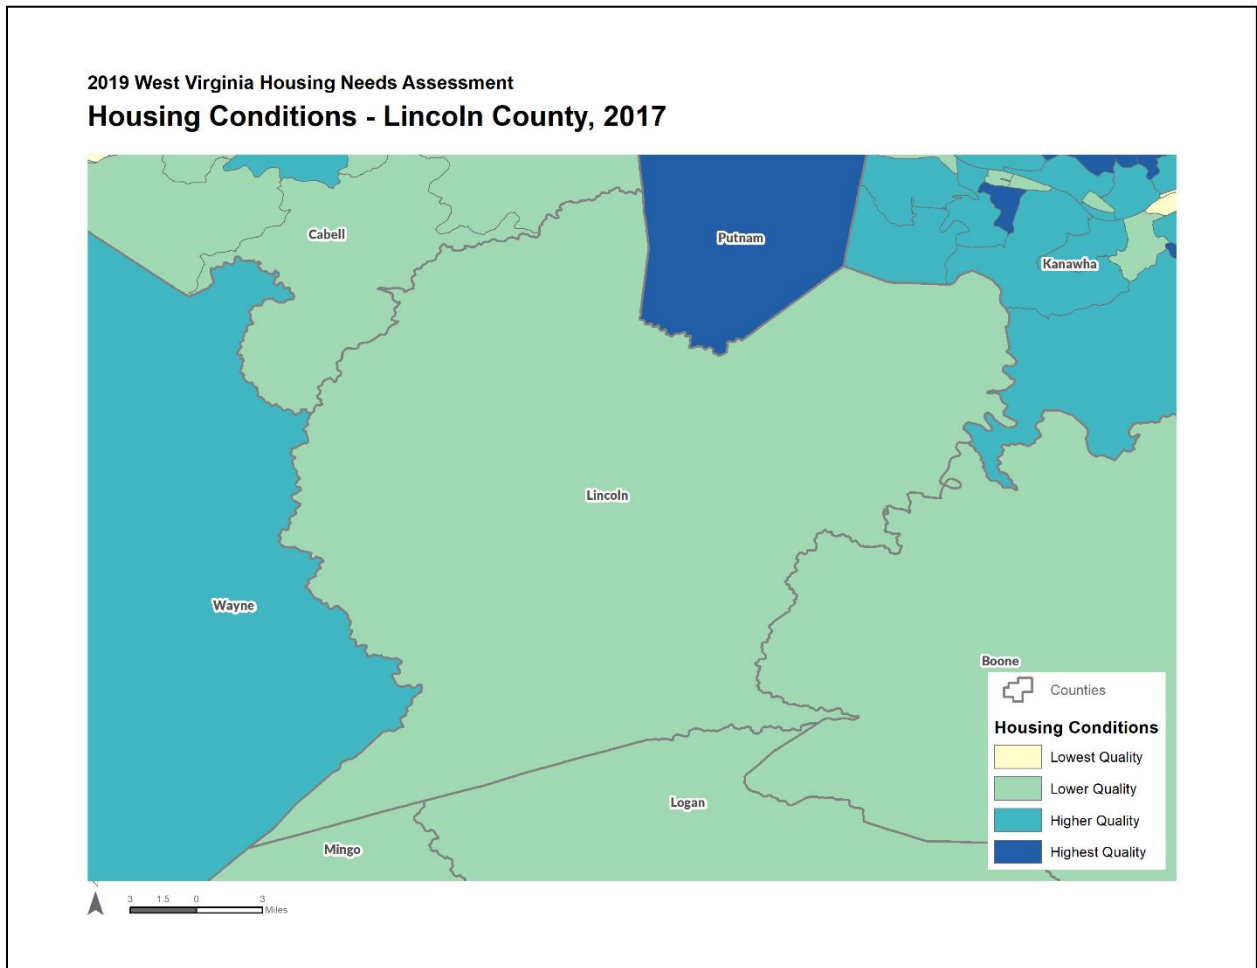 2019 West Virginia Housing Needs Assessment
Housing Conditions - Lincoln County, 2017
Cabell
Putnam
Kanawha
Lincoln
Wayne
Boone
Logan
Mingo
Counties
Housing Conditions
Lowest Quality
Lower Quality
Higher Quality
Highest Quality
3 1.5 0 3
Miles